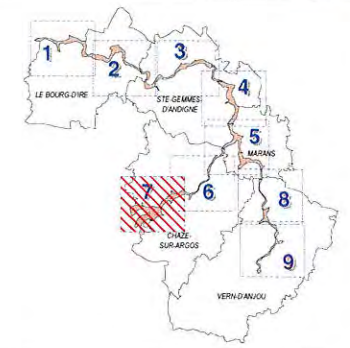 1
2
3
LE BOURG-D'IRE
STE-GEMMES
D'ANDIGNE
4
5
MARANS
7
6
8
CHAZE-
SUR-ARGOS
9
VERN-D'ANJOU